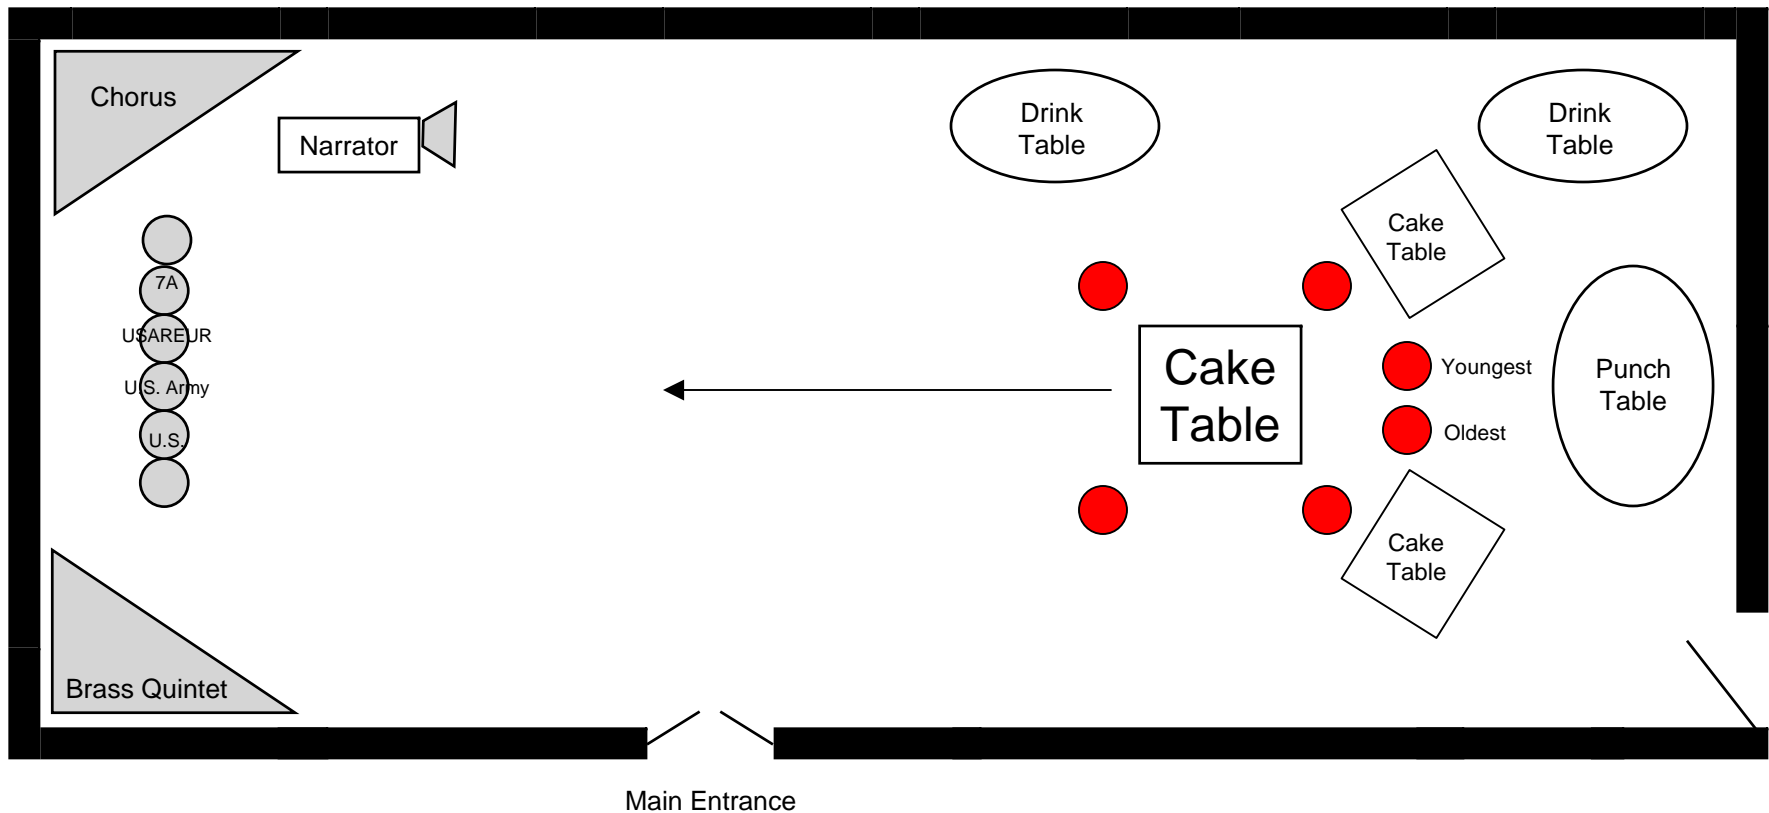 Chorus
Narrator
Drink
Table
Drink
Table
Cake
Table
7A
USAREUR
U.S. Army
U.S.
Cake
Table
Youngest
Oldest
Punch
Table
Cake
Table
Brass Quintet
Main Entrance